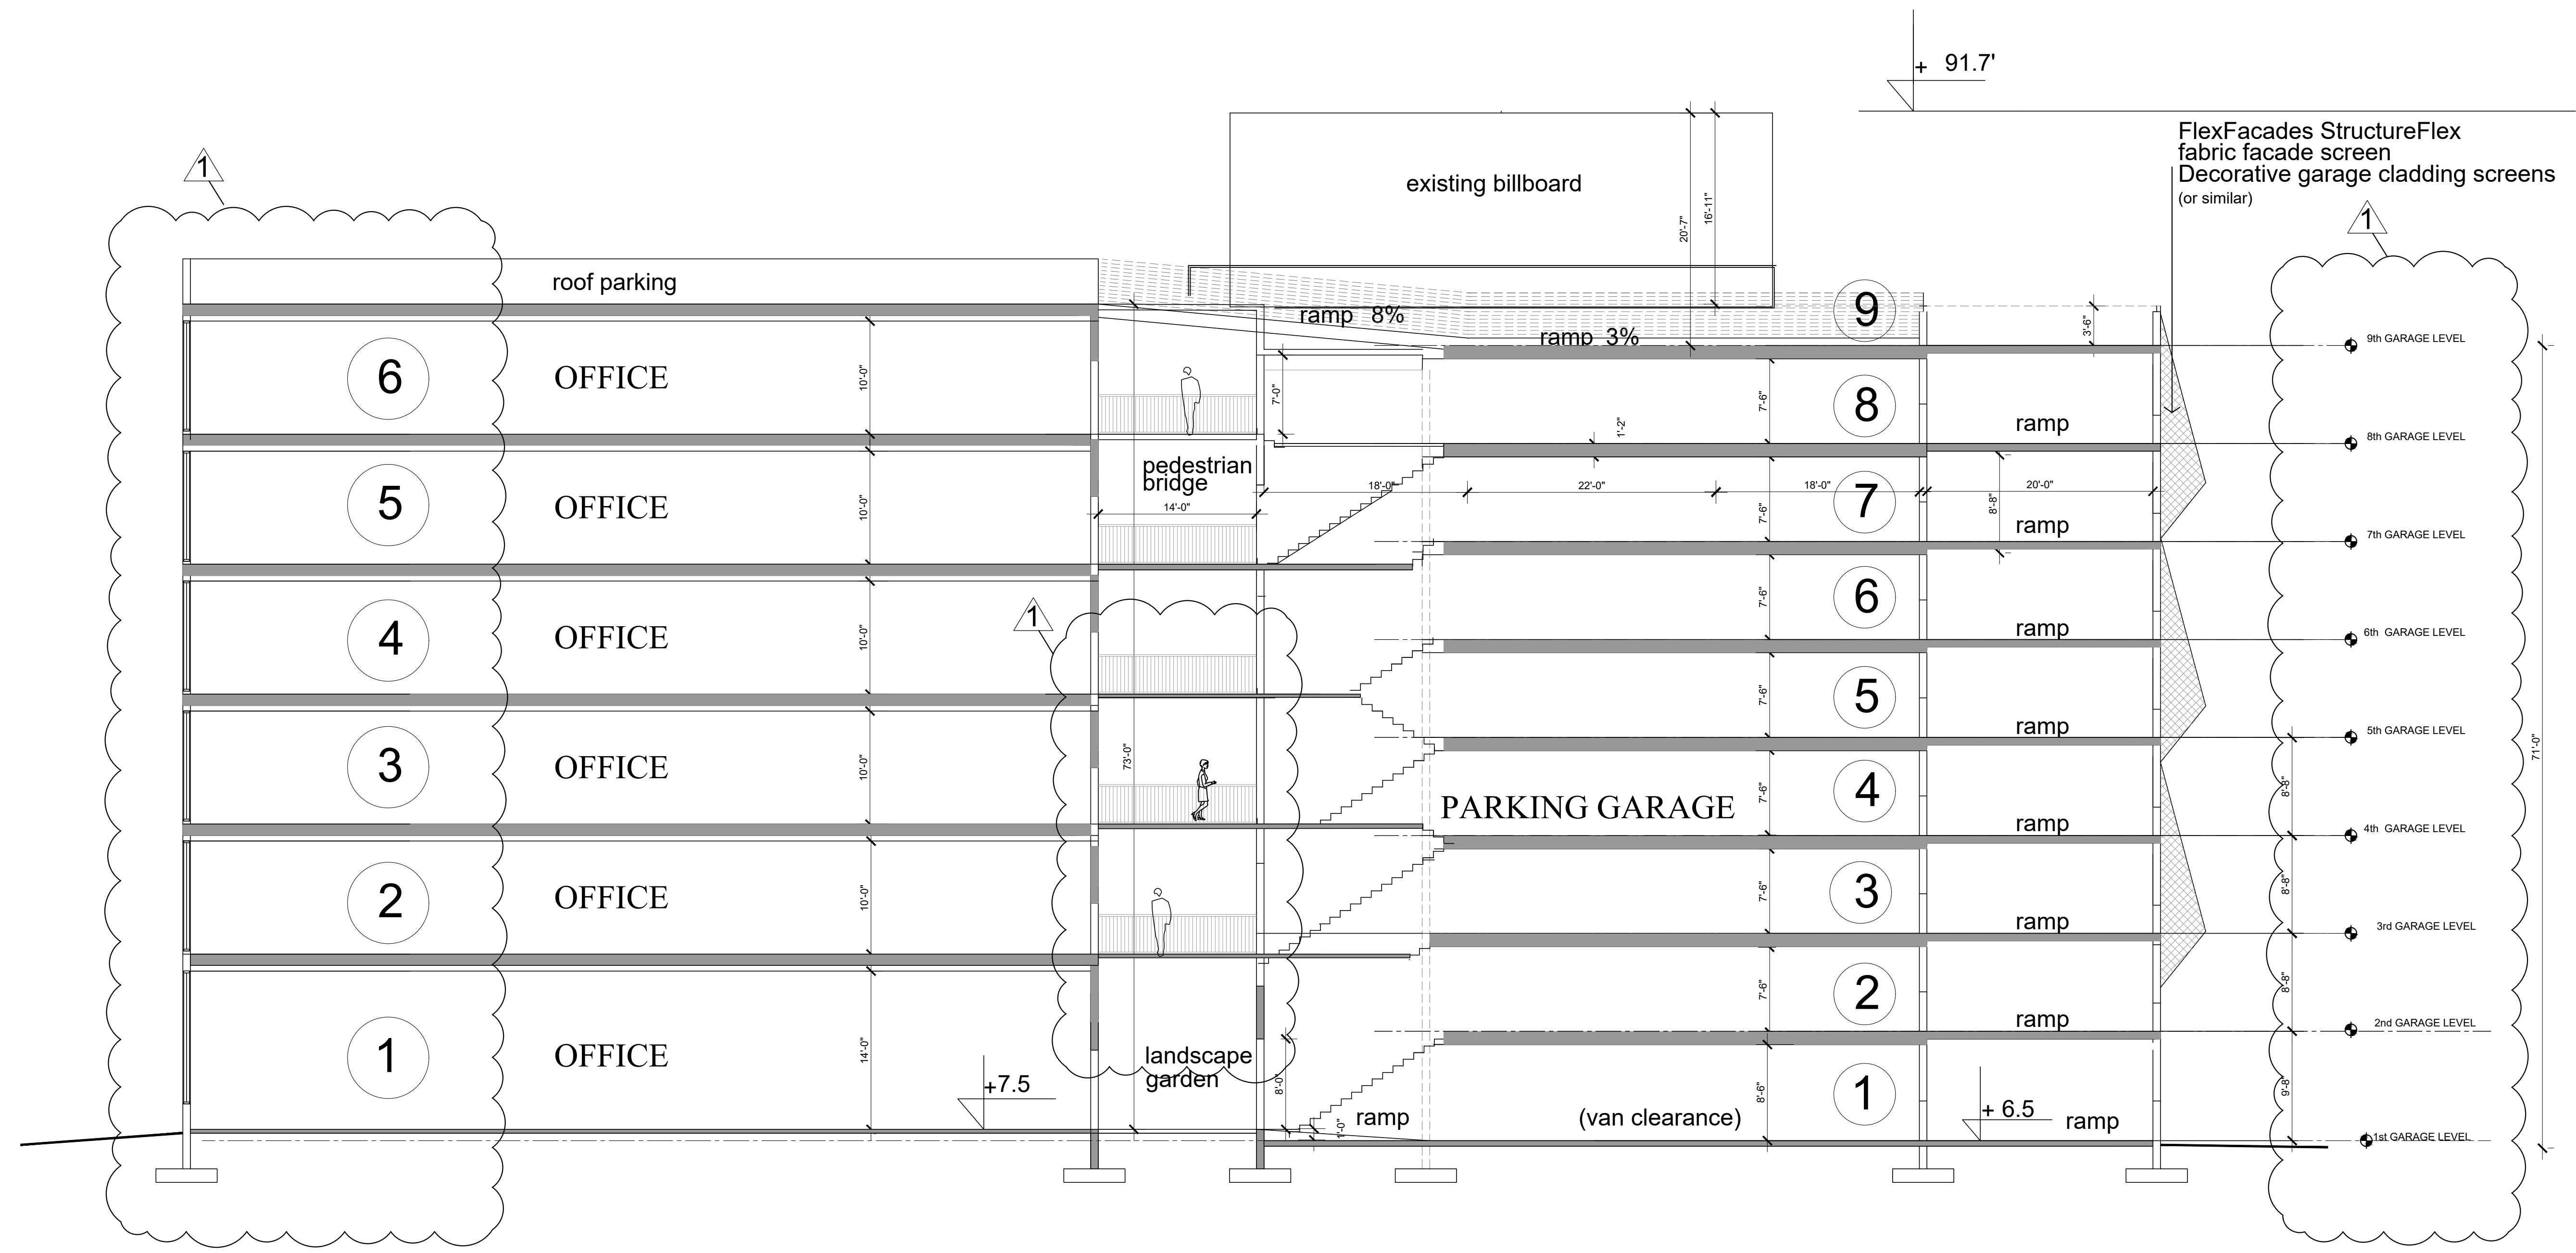 + 91.7'
FlexFacades StructureFlex
fabric facade screen
Decorative garage cladding screens
(or similar)
1
1
existing billboard
20'-7"
16'-11"
roof parking
ramp 8%
ramp 3%
9
3'-6"
9th GARAGE LEVEL
6
OFFICE
10'-0"
7'-0"
7'-6"
8
ramp
1'-2"
8th GARAGE LEVEL
5
OFFICE
10'-0"
pedestrian
bridge
14'-0"
18'-0"
22'-0"
18'-0"
20'-0"
7'-6"
7
8'-8"
ramp
7th GARAGE LEVEL
4
OFFICE
10'-0"
1
7'-6"
6
ramp
6th GARAGE LEVEL
7'-6"
5
ramp
5th GARAGE LEVEL
71'-0"
3
OFFICE
10'-0"
73'-0"
PARKING GARAGE
7'-6"
4
ramp
8'-8"
4th GARAGE LEVEL
2
OFFICE
10'-0"
7'-6"
3
ramp
8'-8"
3rd GARAGE LEVEL
7'-6"
2
ramp
8'-8"
2nd GARAGE LEVEL
1
OFFICE
14'-0"
+7.5
landscape
garden
8'-0"
1'-0"
ramp
(van clearance)
8'-6"
1
+ 6.5
ramp
9'-8"
1st GARAGE LEVEL